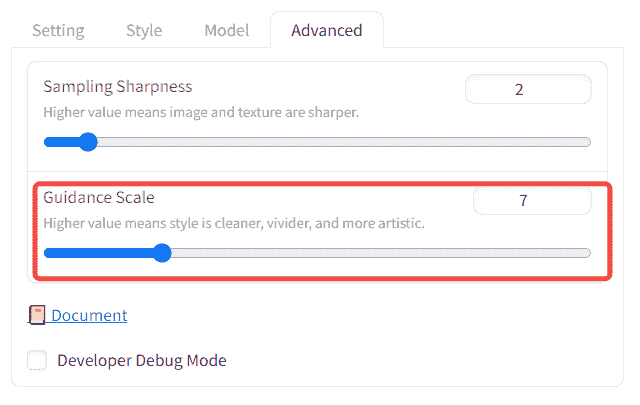 Setting Style Model Advanced
Sampling Sharpness 2
Higher value means image and texture are sharper.
Guidance Scale 7
Higher value means style is cleaner, vivider, and more artistic.
Document
Developer Debug Mode